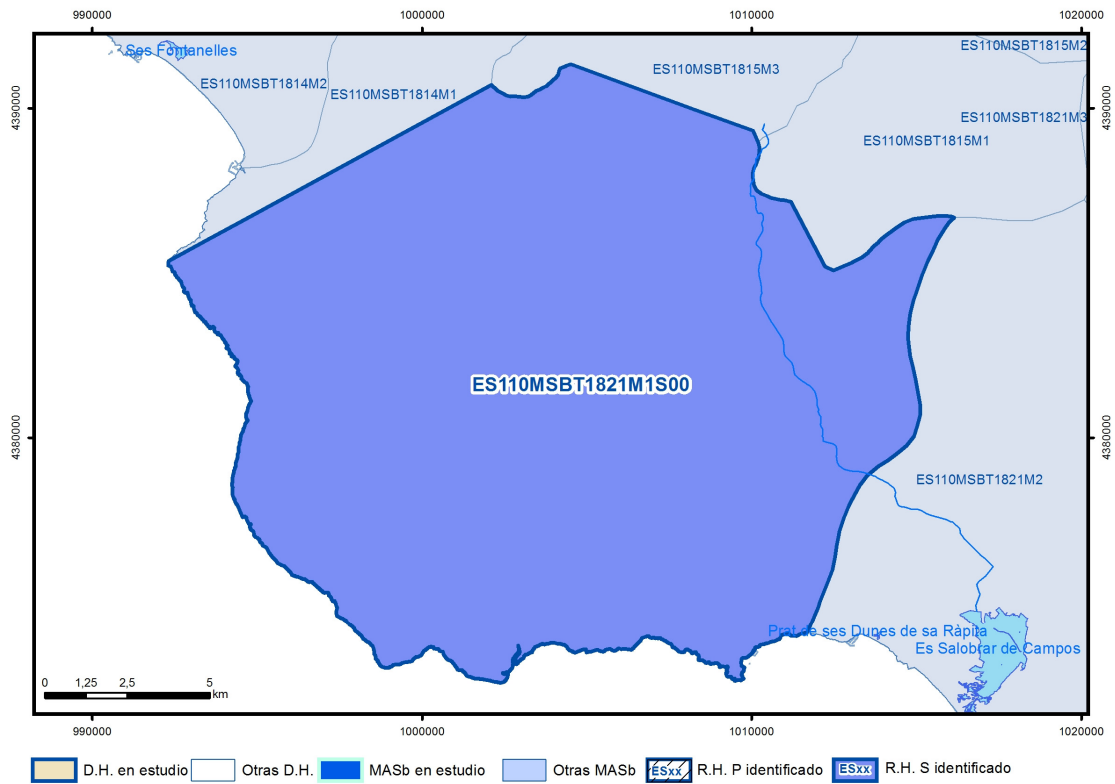 990000 1000000 1010000 1020000
Ses Fontanelles
ES110MSBT1815M2
ES110MSBT1815M3
ES110MSBT1814M2
ES110MSBT1814M1
4390000
4390000
ES110MSBT1821M3
ES110MSBT1815M1
ES110MSBT1821M1S00
4380000
4380000
ES110MSBT1821M2
Prat de ses Dunes de sa Ràpita
Es Salobrar de Campos
0 1,25 2,5 5
km
990000 1000000 1010000 1020000
D.H. en estudio Otras D.H. MASb en estudio Otras MASb ESxx R.H. P identificado ESxx R.H. S identificado